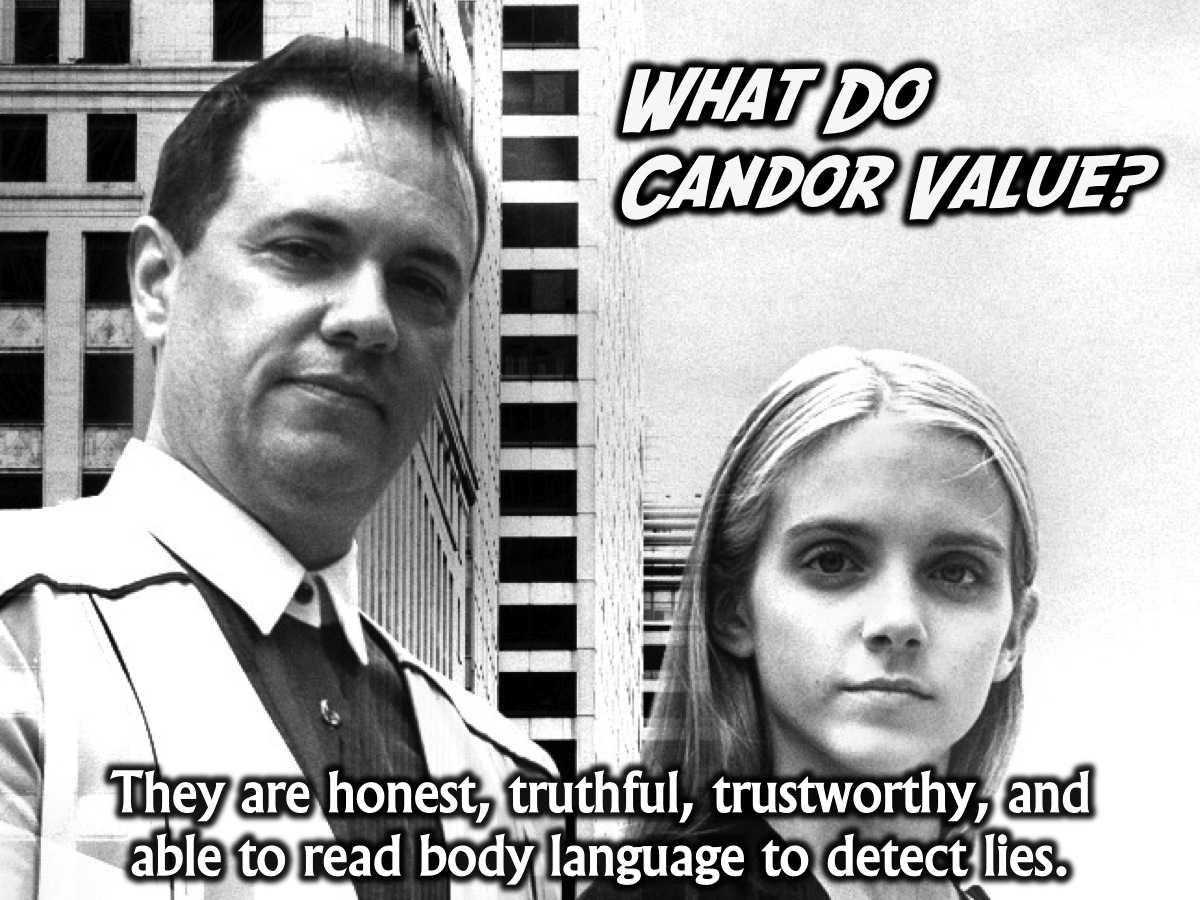 What Do
Candor Value?
They are honest, truthful, trustworthy, and
able to read body language to detect lies.